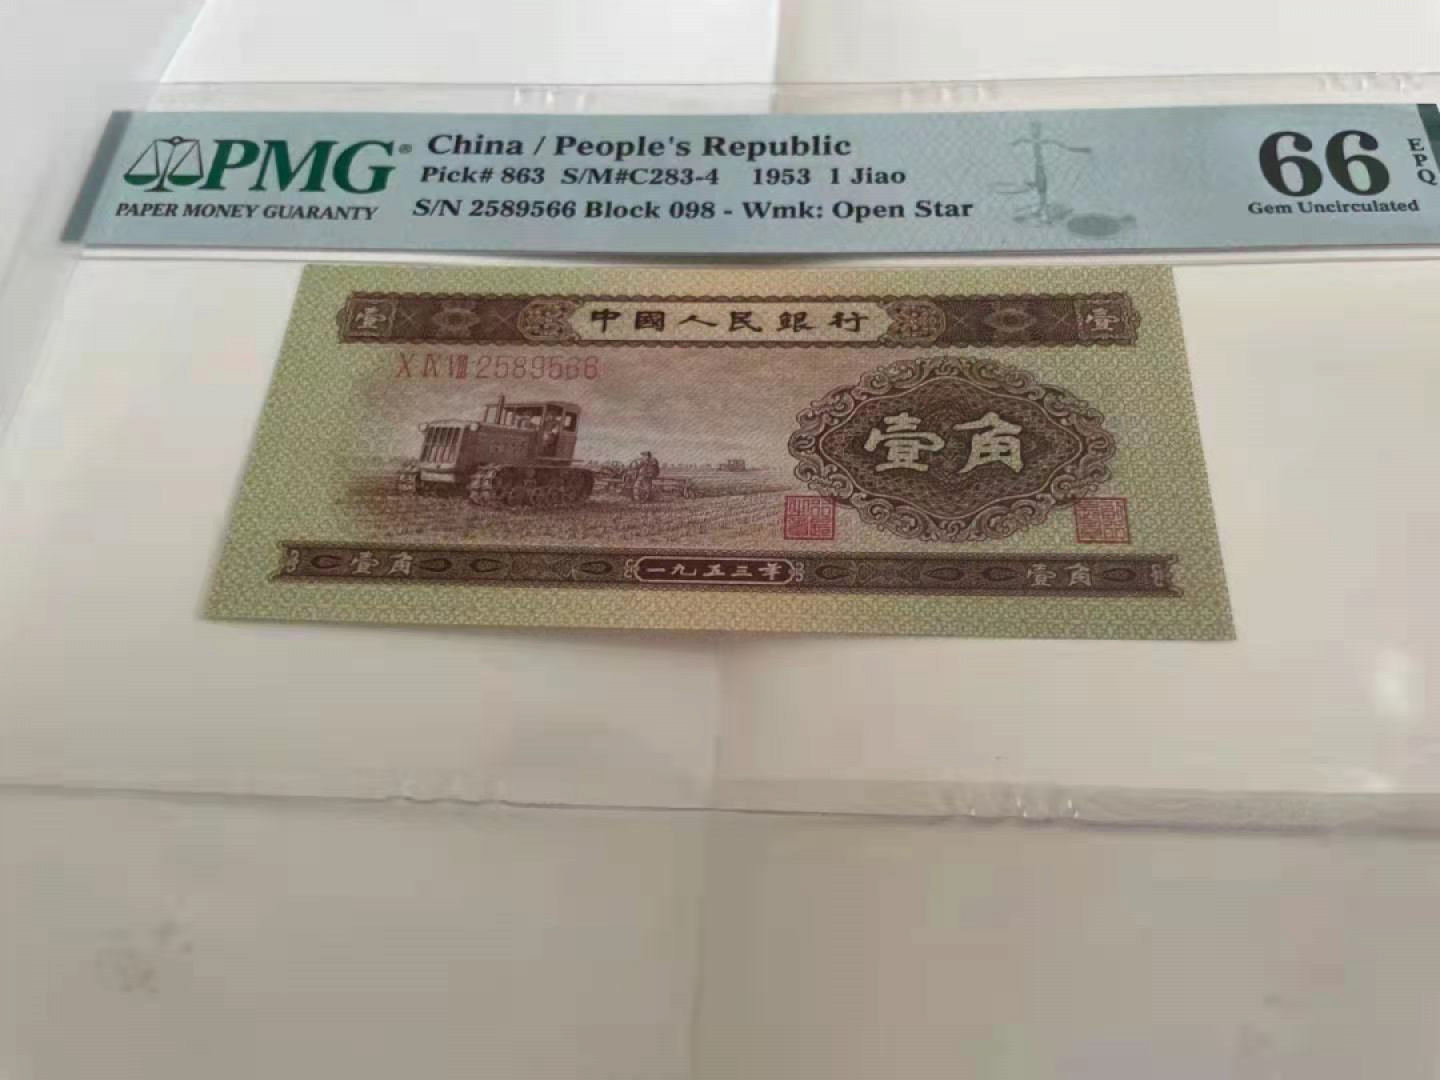 PMG®
PAPER MONEY GUARANTY
China / People's Republic
Pick# 863 S/M#C283-4 1953 1 Jiao
S/N 2589566 Block 098 - Wmk: Open Star
66 EPQ
Gem Uncirculated
壹 中國人民銀行 壹
X IX VIII 2589566
壹角
壹角 一九五三年 壹角